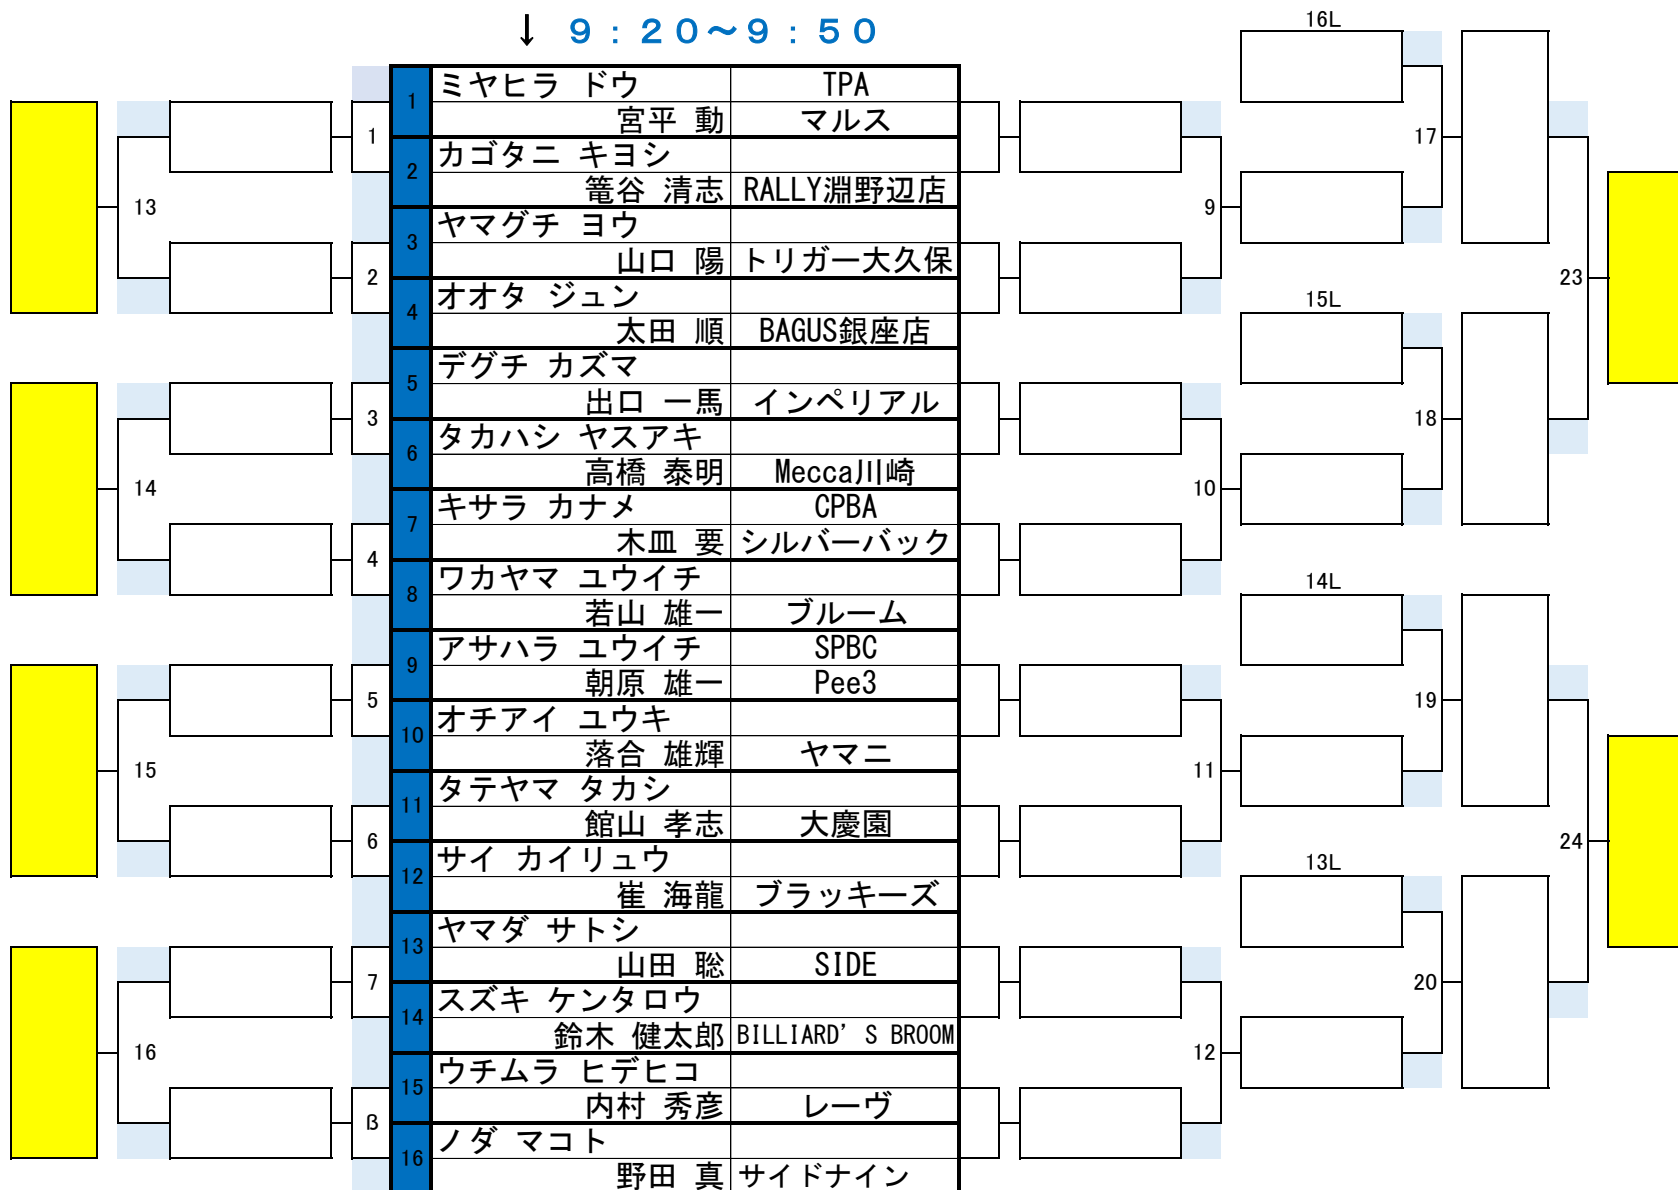 ↓ 9：20～9：50
16L
ミヤヒラ ドウ TPA
1 宮平 動 マルス
1
17
カゴタニ キヨシ
2 篭谷 清志 RALLY淵野辺店
13
9
ヤマグチ ヨウ
3 山口 陽 トリガー大久保
2
23
オオタ ジュン
15L
4 太田 順 BAGUS銀座店
デグチ カズマ
5 出口 一馬 インペリアル
3
18
タカハシ ヤスアキ
6 高橋 泰明 Mecca川崎
14
10
キサラ カナメ CPBA
7 木皿 要 シルバーバック
4
ワカヤマ ユウイチ
14L
8 若山 雄一 ブルーム
アサハラ ユウイチ SPBC
9 朝原 雄一 Pee3
5
19
オチアイ ユウキ
10 落合 雄輝 ヤマニ
15
11
タテヤマ タカシ
11 館山 孝志 大慶園
6
24
サイ カイリュウ
13L
12 崔 海龍 ブラッキーズ
ヤマダ サトシ
13 山田 聡 SIDE
7
20
スズキ ケンタロウ
14 鈴木 健太郎 BILLIARD’S BROOM
16
12
ウチムラ ヒデヒコ
15 内村 秀彦 レーヴ
8
ノダ マコト
16 野田 真 サイドナイン